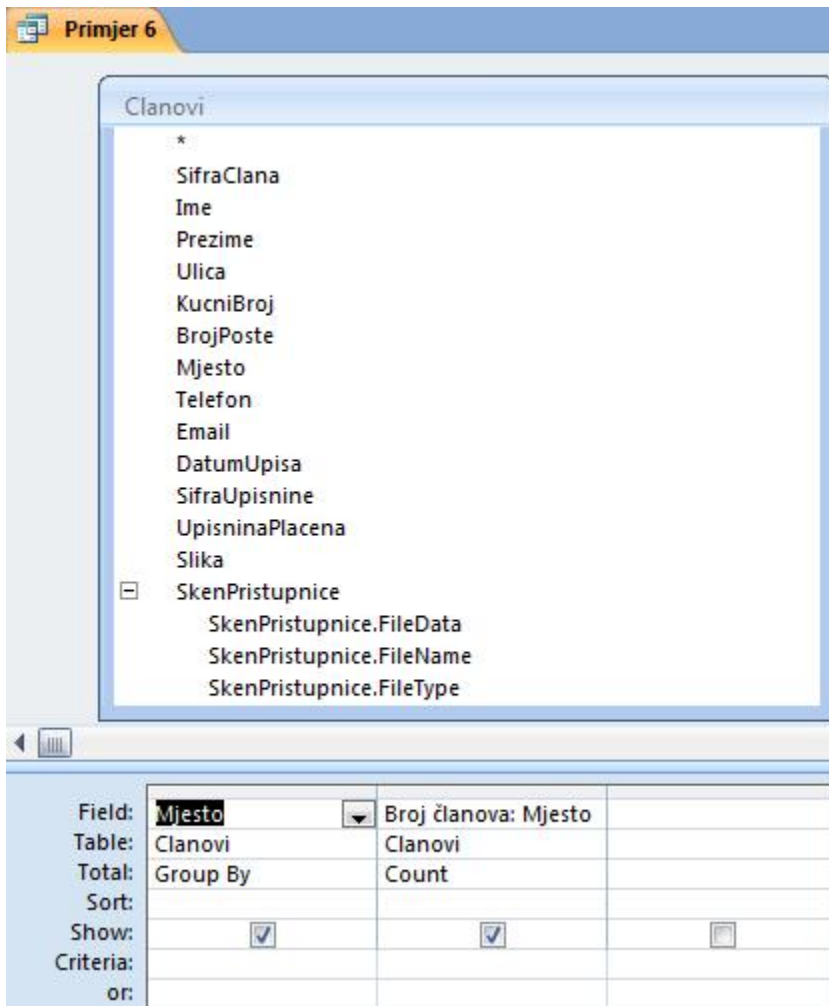 Primjer 6
Clanovi
*
SifraClana
Ime
Prezime
Ulica
KucniBroj
BrojPoste
Mjesto
Telefon
Email
DatumUpisa
SifraUpisnine
UpisninaPlacena
Slika
SkenPristupnice
SkenPristupnice.FileData
SkenPristupnice.FileName
SkenPristupnice.FileType
Field: Mjesto Broj članova: Mjesto
Table: Clanovi Clanovi
Total: Group By Count
Sort:
Show:
Criteria:
or: